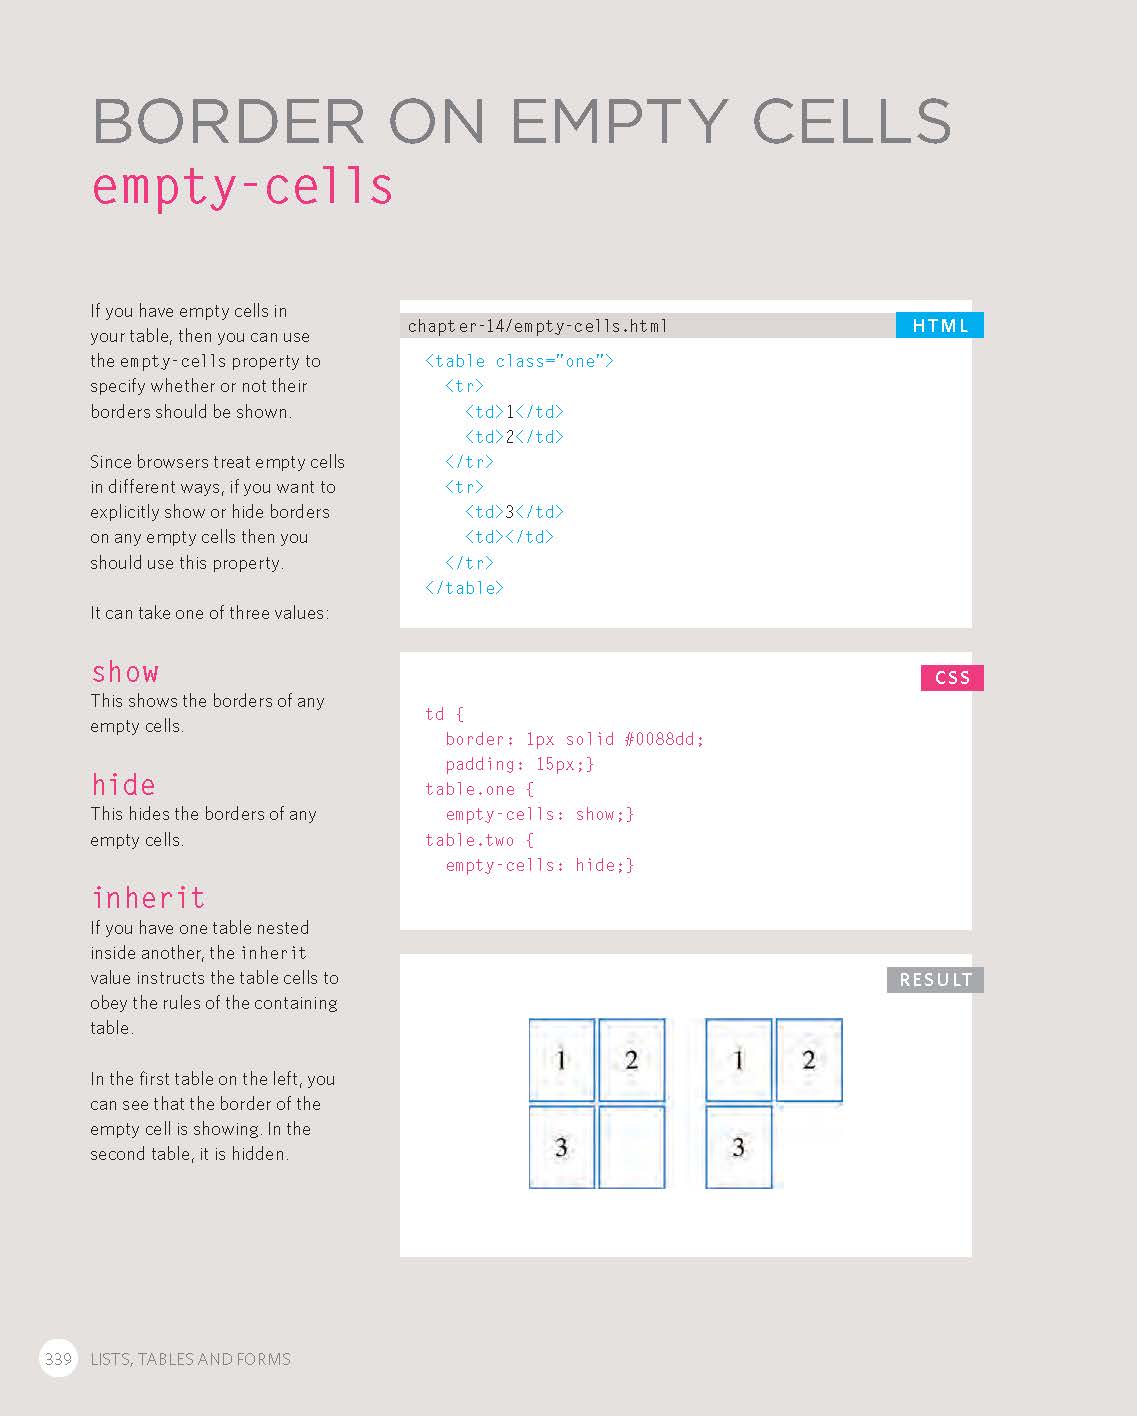 BORDER ON EMPTY CELLS
empty-cells
If you have empty cells in
your table, then you can use
the empty-cells property to
specify whether or not their
borders should be shown.
Since browsers treat empty cells
in different ways, if you want to
explicitly show or hide borders
on any empty cells then you
should use this property.
It can take one of three values:
show
This shows the borders of any
empty cells.
hide
This hides the borders of any
empty cells.
inherit
If you have one table nested
inside another, the inherit
value instructs the table cells to
obey the rules of the containing
table.
In the first table on the left, you
can see that the border of the
empty cell is showing. In the
second table, it is hidden.
chapter-14/empty-cells.html HTML
<table class="one">
<tr>
<td>1</td>
<td>2</td>
</tr>
<tr>
<td>3</td>
<td></td>
</tr>
</table>
CSS
td {
border: 1px solid #0088dd;
padding: 15px;}
table.one {
empty-cells: show;}
table.two {
empty-cells: hide;}
RESULT
1 2 1 2
3 3
339 LISTS, TABLES AND FORMS